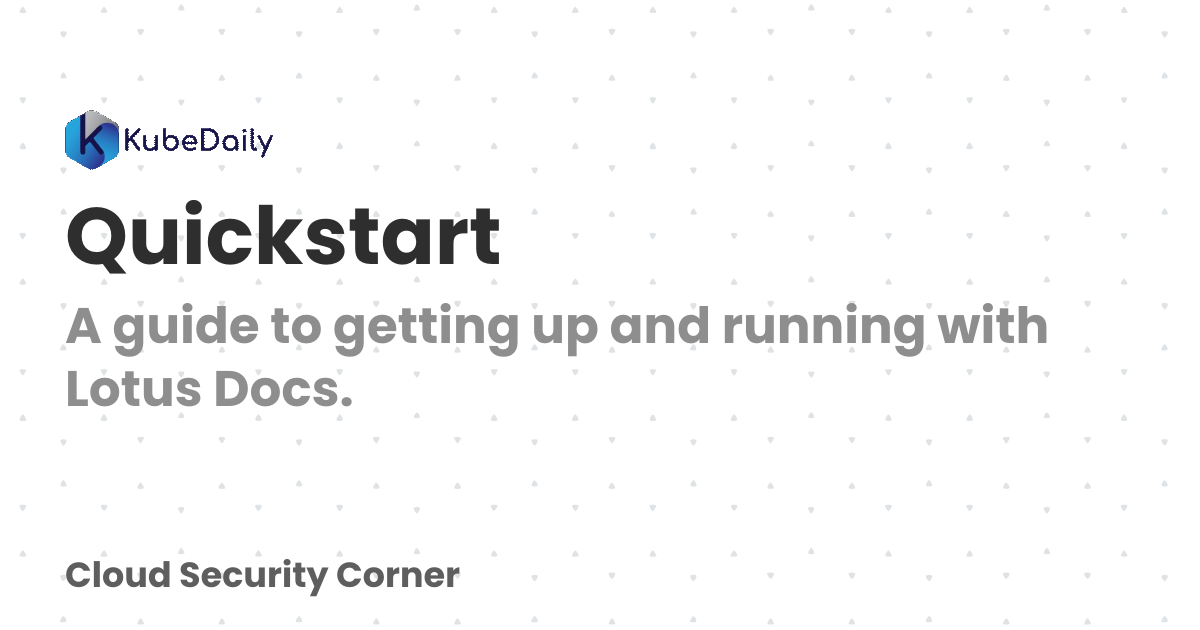 KubeDaily
Quickstart
A guide to getting up and running with
Lotus Docs.
Cloud Security Corner